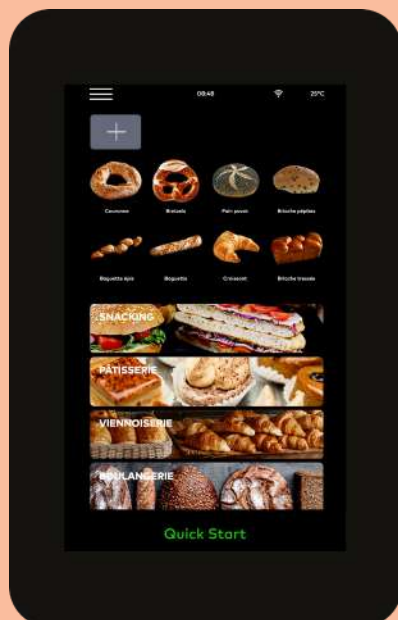 08:48 25°C
Couronne Bretzels Pain pavot Brioche pépites
Baguette épis Baguette Croissant Brioche tressée
SNACKING
PÂTISSERIE
VIENNOISERIE
BOULANGERIE
Quick Start